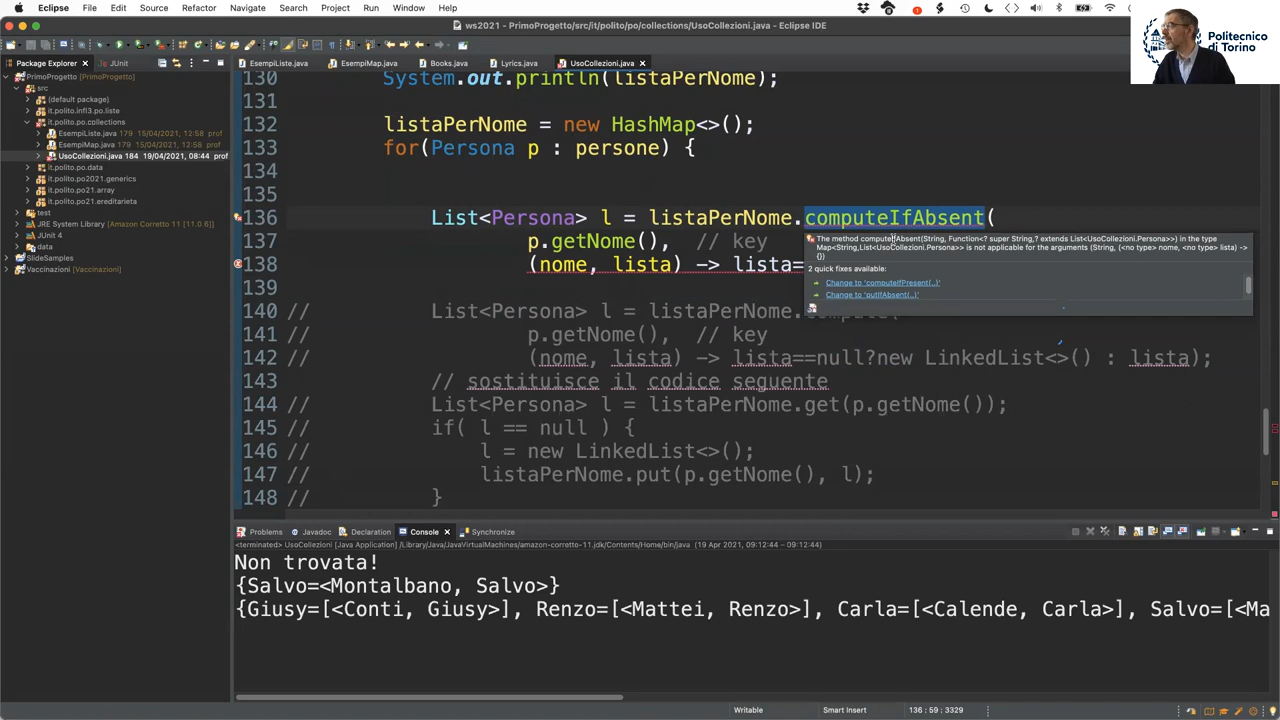 Eclipse File Edit Source Refactor Navigate Search Project Run Window Help
ws2021 - PrimoProgetto/src/it/polito/po/collections/UsoCollezioni.java - Eclipse IDE
Politecnico
di Torino
Package Explorer JUnit
EsempiListe.java EsempiMap.java Books.java Lyrics.java UsoCollezioni.java
PrimoProgetto [PrimoProgetto]
src
(default package)
it.polito.infl3.po.liste
it.polito.po.collections
EsempiListe.java 179 15/04/2021, 12:58 prof
EsempiMap.java 179 15/04/2021, 12:58 prof
UsoCollezioni.java 184 19/04/2021, 08:44 prof
it.polito.po.data
it.polito.po2021.generics
it.polito.po21.array
it.polito.po21.ereditarieta
test
JRE System Library [Amazon Corretto 11 [11.0.6]]
JUnit 4
data
SlideSamples
Vaccinazioni [Vaccinazioni]
130 System.out.println(listaPerNome);
131
132 listaPerNome = new HashMap<>();
133 for(Persona p : persone) {
134
135
136 List<Persona> l = listaPerNome.computeIfAbsent(
137 p.getNome(), // key
138 (nome, lista) -> lista==
The method computeIfAbsent(String, Function<? super String,? extends List<UsoCollezioni.Persona>>) in the type
Map<String,List<UsoCollezioni.Persona>> is not applicable for the arguments (String, (<no type> nome, <no type> lista) ->
{})
2 quick fixes available:
Change to 'computeIfPresent(..)'
Change to 'putIfAbsent(..)'
139
140 // List<Persona> l = listaPerNome.compute(
141 // p.getNome(), // key
142 // (nome, lista) -> lista==null?new LinkedList<>() : lista);
143 // sostituisce il codice seguente
144 // List<Persona> l = listaPerNome.get(p.getNome());
145 // if( l == null ) {
146 // l = new LinkedList<>();
147 // listaPerNome.put(p.getNome(), l);
148 // }
Problems Javadoc Declaration Console Synchronize
<terminated> UsoCollezioni [Java Application] /Library/Java/JavaVirtualMachines/amazon-corretto-11.jdk/Contents/Home/bin/java (19 Apr 2021, 09:12:44 – 09:12:44)
Non trovata!
{Salvo=<Montalbano, Salvo>}
{Giusy=[<Conti, Giusy>], Renzo=[<Mattei, Renzo>], Carla=[<Calende, Carla>], Salvo=[<Ma
Writable Smart Insert 136 : 59 : 3329